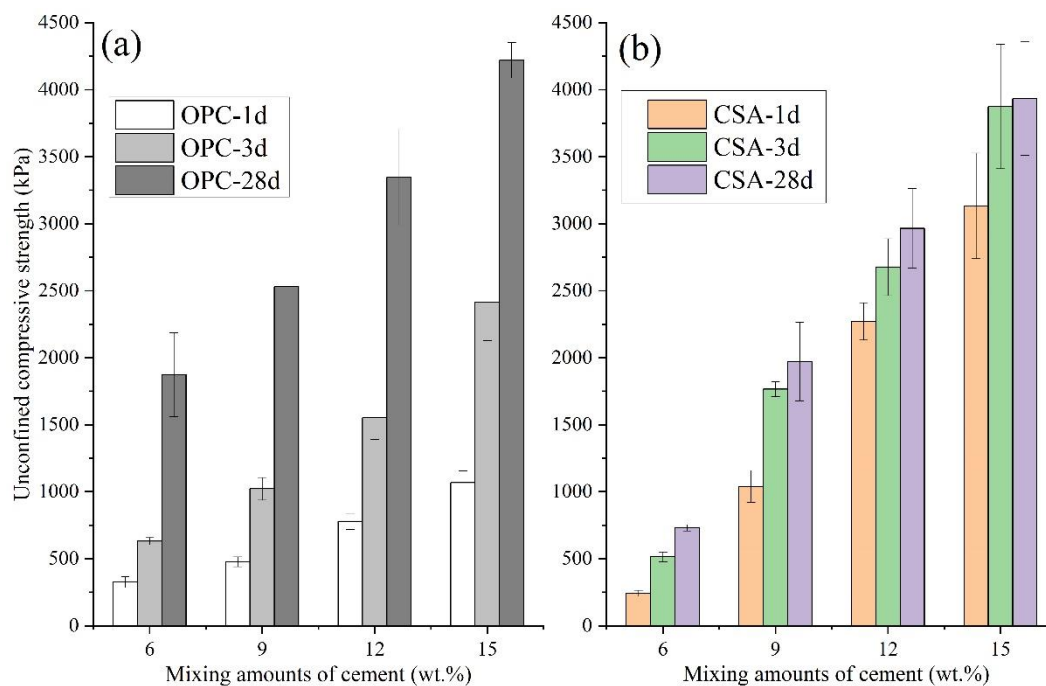 (a)
OPC-1d
OPC-3d
OPC-28d
Unconfined compressive strength (kPa)
4500
4000
3500
3000
2500
2000
1500
1000
500
0
6 9 12 15
Mixing amounts of cement (wt.%)
(b)
CSA-1d
CSA-3d
CSA-28d
4500
4000
3500
3000
2500
2000
1500
1000
500
0
6 9 12 15
Mixing amounts of cement (wt.%)